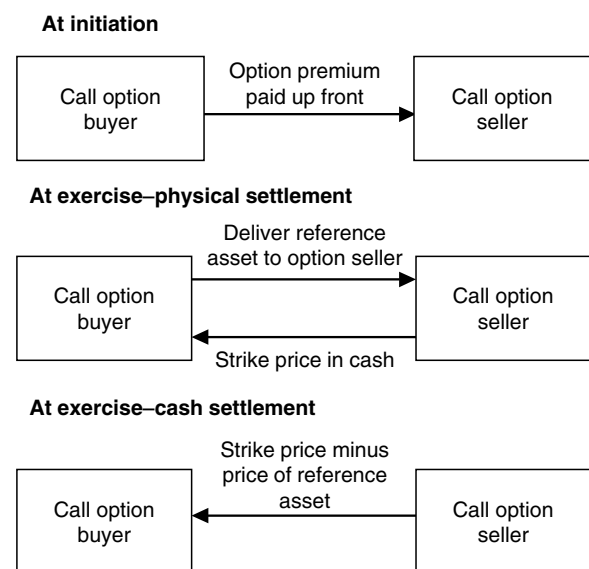 At initiation
Call option
buyer
Option premium
paid up front
Call option
seller
At exercise–physical settlement
Call option
buyer
Deliver reference
asset to option seller
Strike price in cash
Call option
seller
At exercise–cash settlement
Call option
buyer
Strike price minus
price of reference
asset
Call option
seller